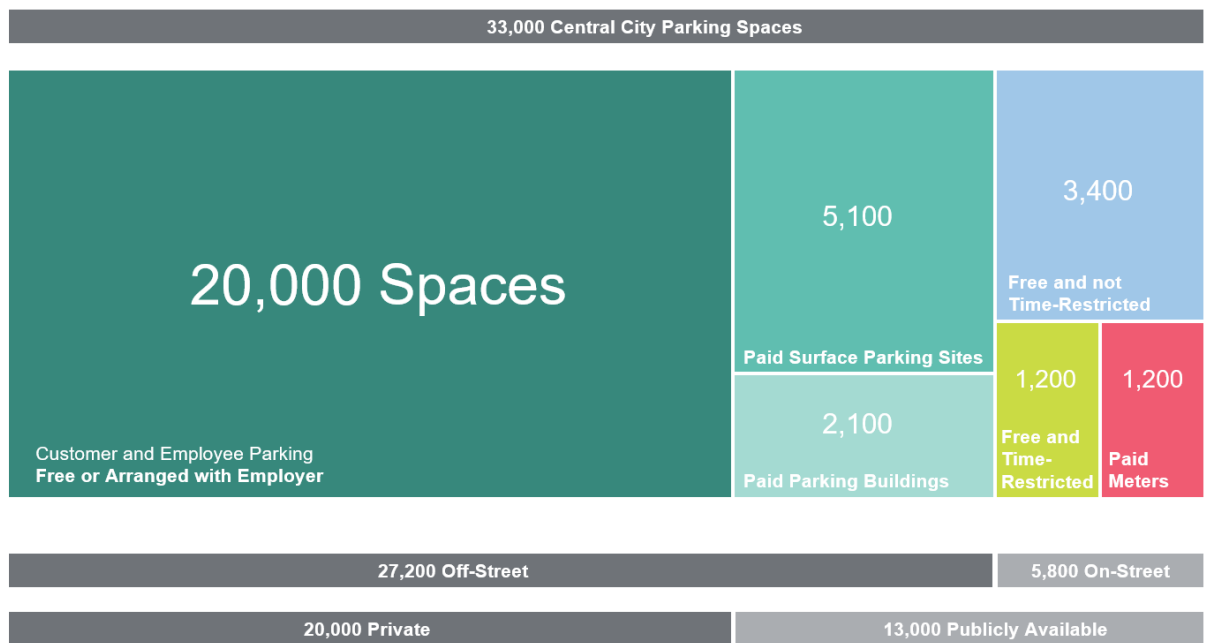 33,000 Central City Parking Spaces
20,000 Spaces
Customer and Employee Parking
Free or Arranged with Employer
5,100
Paid Surface Parking Sites
2,100
Paid Parking Buildings
3,400
Free and not
Time-Restricted
1,200
Free and
Time-
Restricted
1,200
Paid
Meters
27,200 Off-Street
5,800 On-Street
20,000 Private
13,000 Publicly Available